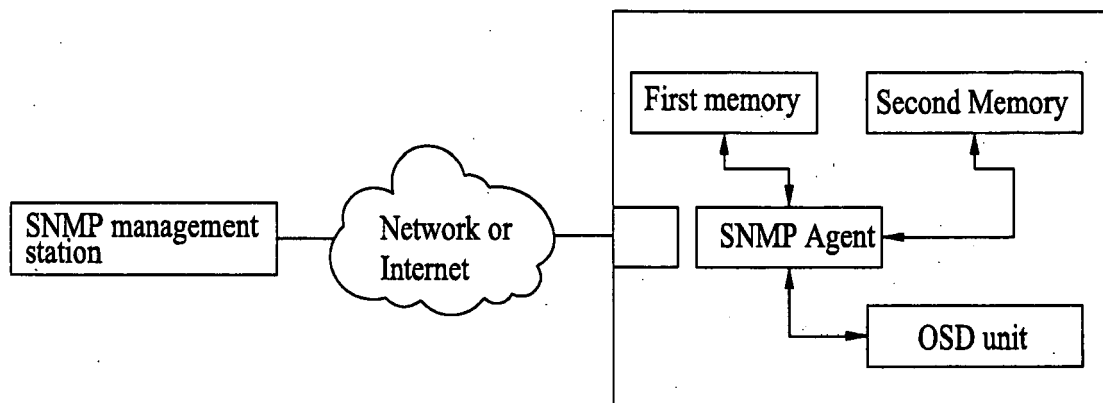 First memory
Second Memory
SNMP management
station
Network or
Internet
SNMP Agent
OSD unit